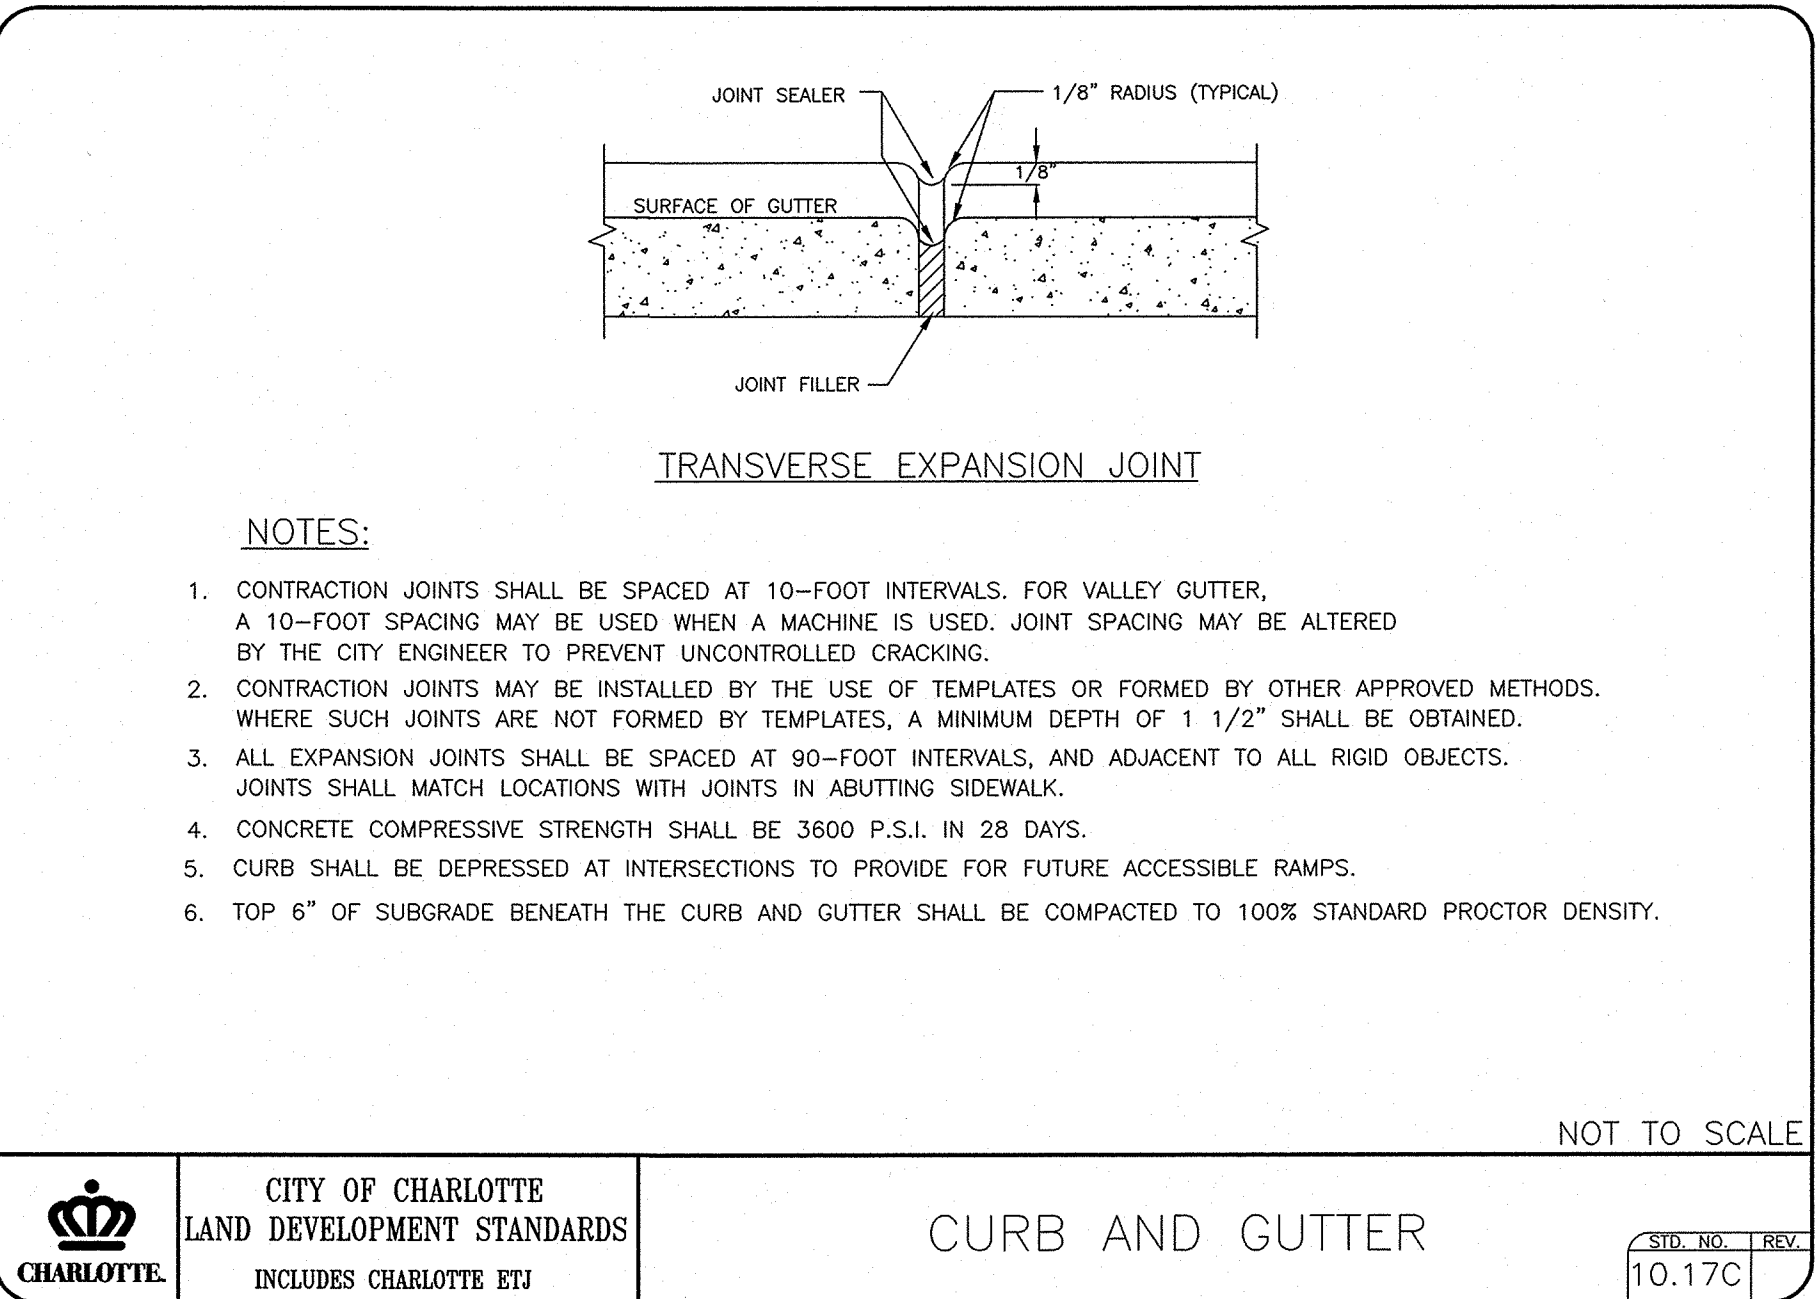 JOINT SEALER
1/8" RADIUS (TYPICAL)
1/8"
SURFACE OF GUTTER
JOINT FILLER
TRANSVERSE EXPANSION JOINT
NOTES:
1. CONTRACTION JOINTS SHALL BE SPACED AT 10-FOOT INTERVALS. FOR VALLEY GUTTER,
A 10-FOOT SPACING MAY BE USED WHEN A MACHINE IS USED. JOINT SPACING MAY BE ALTERED
BY THE CITY ENGINEER TO PREVENT UNCONTROLLED CRACKING.
2. CONTRACTION JOINTS MAY BE INSTALLED BY THE USE OF TEMPLATES OR FORMED BY OTHER APPROVED METHODS.
WHERE SUCH JOINTS ARE NOT FORMED BY TEMPLATES, A MINIMUM DEPTH OF 1 1/2" SHALL BE OBTAINED.
3. ALL EXPANSION JOINTS SHALL BE SPACED AT 90-FOOT INTERVALS, AND ADJACENT TO ALL RIGID OBJECTS.
JOINTS SHALL MATCH LOCATIONS WITH JOINTS IN ABUTTING SIDEWALK.
4. CONCRETE COMPRESSIVE STRENGTH SHALL BE 3600 P.S.I. IN 28 DAYS.
5. CURB SHALL BE DEPRESSED AT INTERSECTIONS TO PROVIDE FOR FUTURE ACCESSIBLE RAMPS.
6. TOP 6" OF SUBGRADE BENEATH THE CURB AND GUTTER SHALL BE COMPACTED TO 100% STANDARD PROCTOR DENSITY.
NOT TO SCALE
CHARLOTTE.
CITY OF CHARLOTTE
LAND DEVELOPMENT STANDARDS
INCLUDES CHARLOTTE ETJ
CURB AND GUTTER
STD. NO. REV.
10.17C